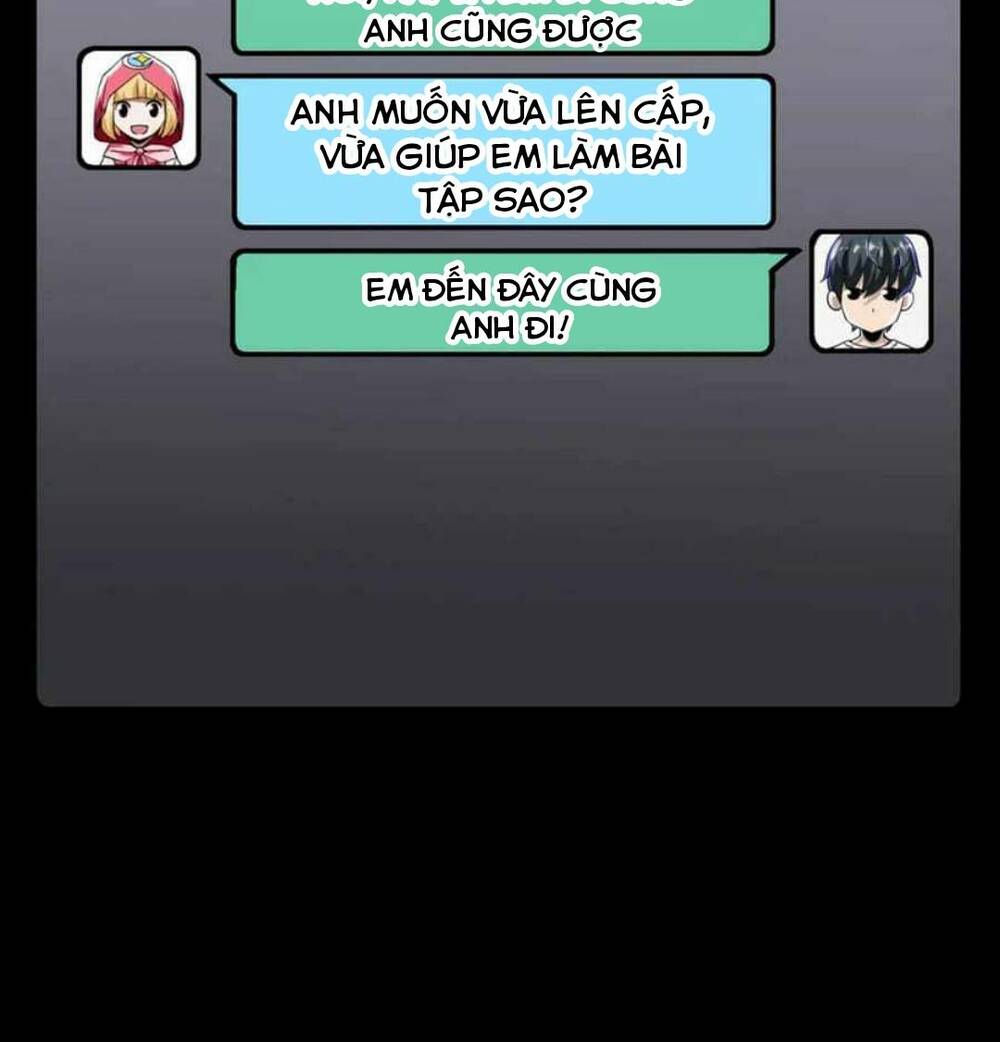 ANH CŨNG ĐƯỢC
ANH MUỐN VỪA LÊN CẤP,
VỪA GIÚP EM LÀM BÀI
TẬP SAO?
EM ĐẾN ĐÂY CÙNG
ANH ĐI!